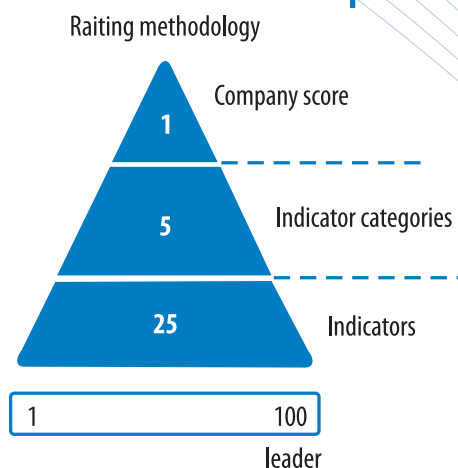 Raiting methodology
Company score
1
Indicator categories
5
Indicators
25
1 100
leader